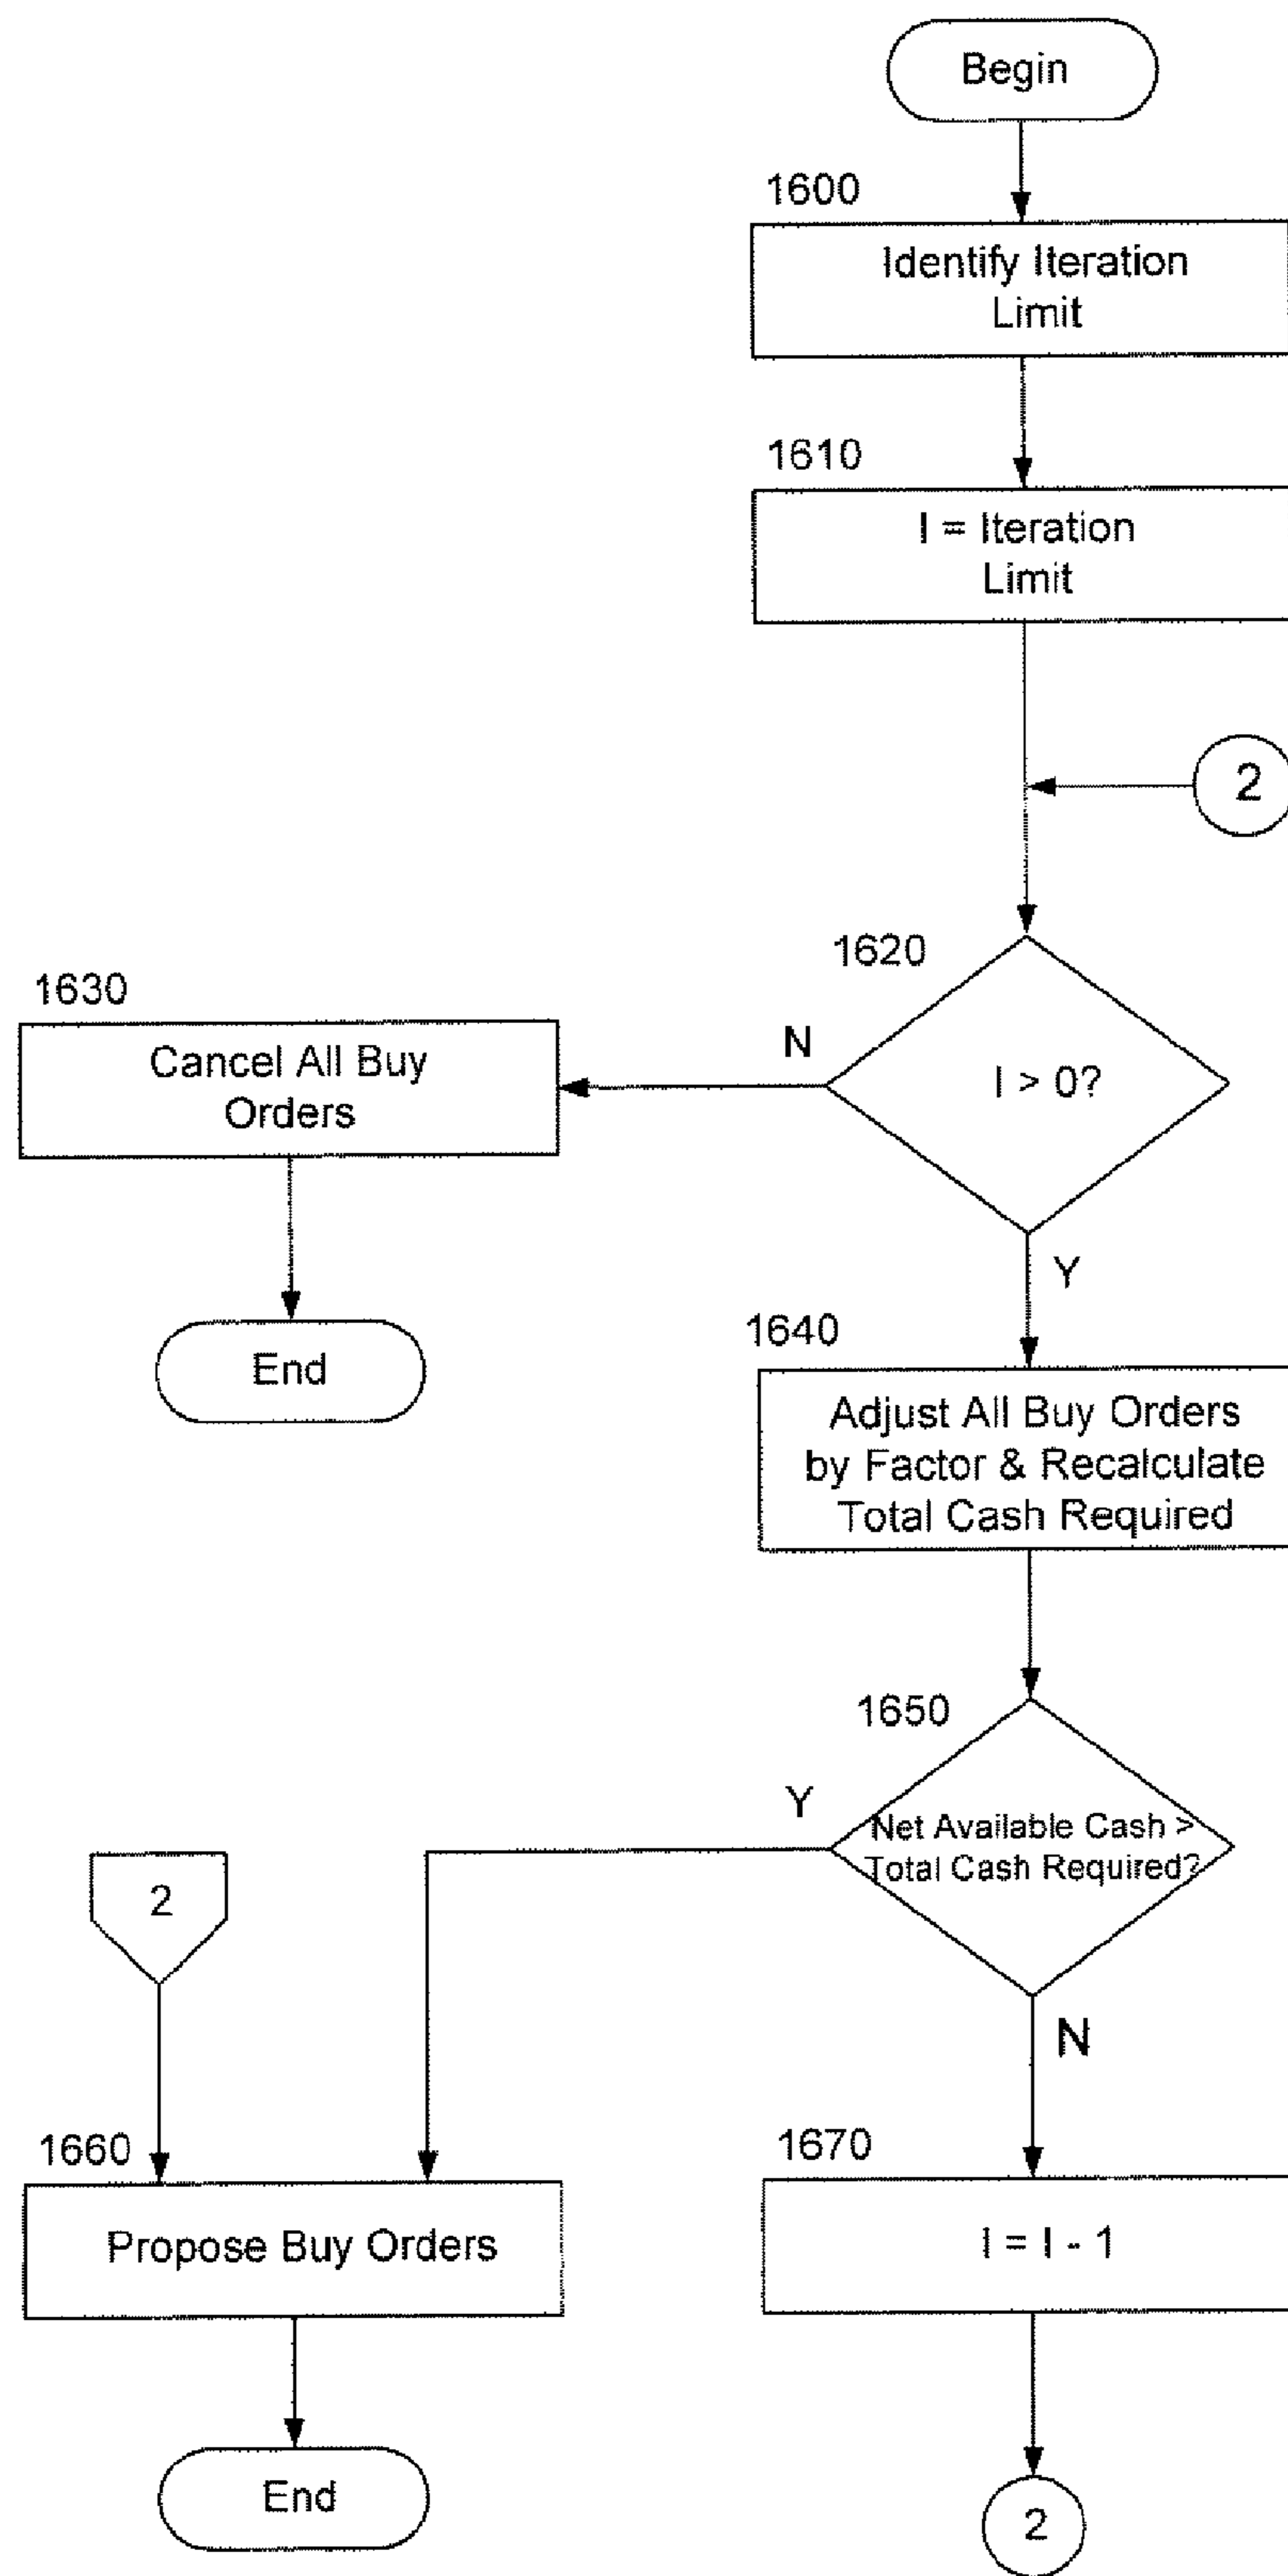 Begin
1600
Identify Iteration
Limit
1610
I = Iteration
Limit
2
1620
I > 0?
N
Y
1630
Cancel All Buy
Orders
End
1640
Adjust All Buy Orders
by Factor & Recalculate
Total Cash Required
1650
Net Available Cash >
Total Cash Required?
Y
N
2
1660
Propose Buy Orders
End
1670
I = I - 1
2